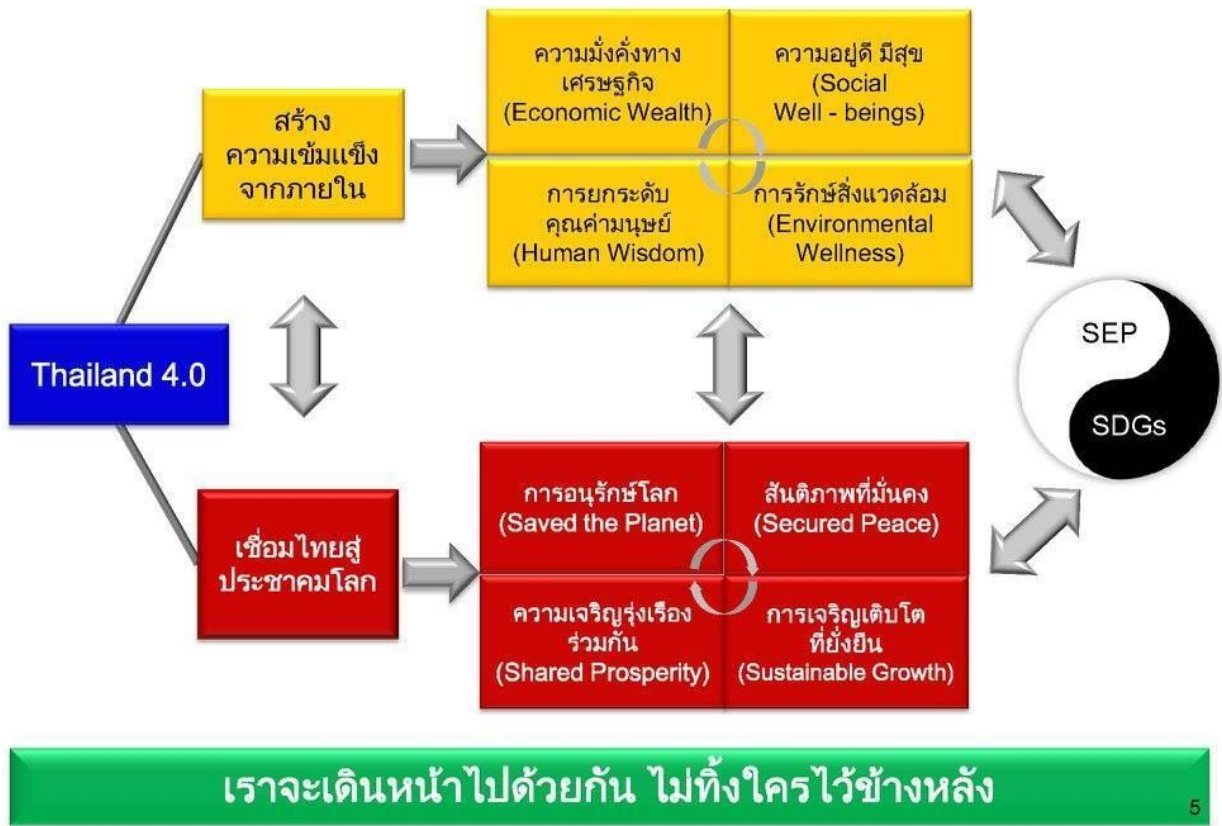 ความมั่งคั่งทาง
เศรษฐกิจ
(Economic Wealth)
ความอยู่ดี มีสุข
(Social
Well - beings)
สร้าง
ความเข้มแข็ง
จากภายใน
การยกระดับ
คุณค่ามนุษย์
(Human Wisdom)
การรักษ์สิ่งแวดล้อม
(Environmental
Wellness)
Thailand 4.0
SEP
SDGs
การอนุรักษ์โลก
(Saved the Planet)
สันติภาพที่มั่นคง
(Secured Peace)
เชื่อมไทยสู่
ประชาคมโลก
ความเจริญรุ่งเรือง
ร่วมกัน
(Shared Prosperity)
การเจริญเติบโต
ที่ยั่งยืน
(Sustainable Growth)
เราจะเดินหน้าไปด้วยกัน ไม่ทิ้งใครไว้ข้างหลัง
5